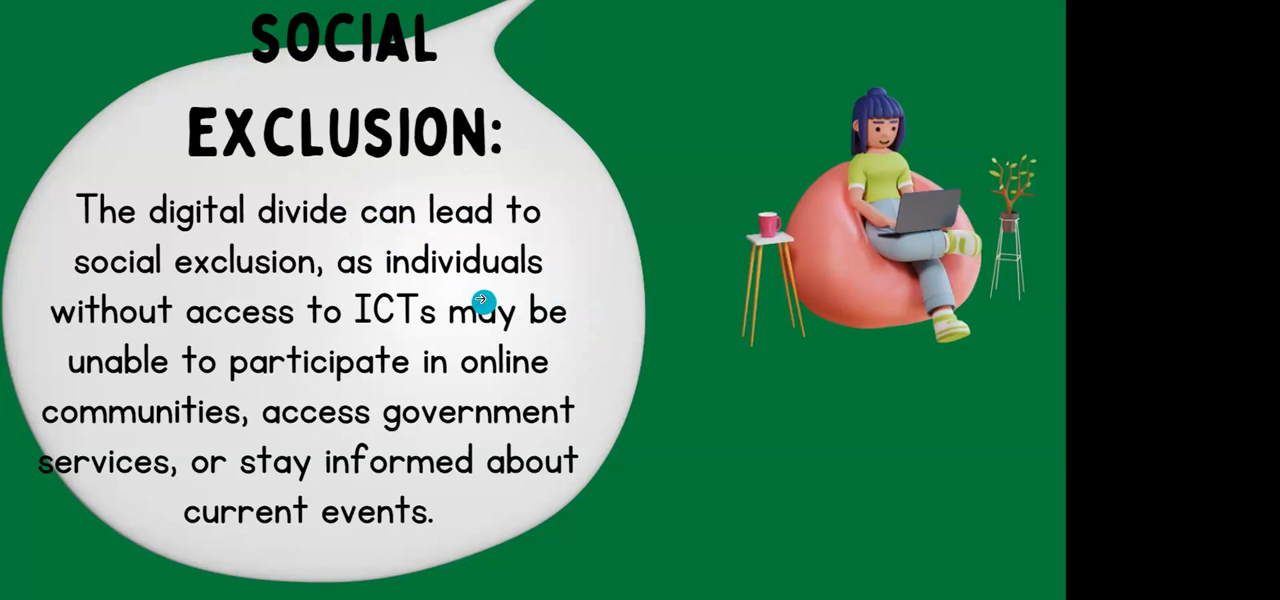 SOCIAL
EXCLUSION:
The digital divide can lead to
social exclusion, as individuals
without access to ICTs may be
unable to participate in online
communities, access government
services, or stay informed about
current events.